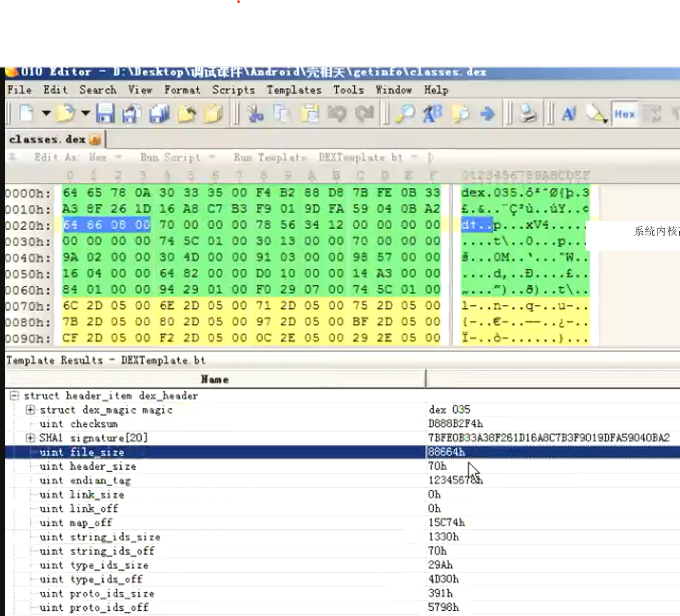 010 Editor - D:\Desktop\调试课件\Android\壳相关\getinfo\classes.dex
File Edit Search View Format Scripts Templates Tools Window Help
Hex
classes.dex
Edit As: Hex Run Script Run Template DEXTemplate.bt
0 1 2 3 4 5 6 7 8 9 A B C D E F 0123456789ABCDEF
0000h: 64 65 78 0A 30 33 35 00 F4 B2 88 D8 7B FE 0B 33 dex.035.ô²ˆØ{þ.3
0010h: A3 8F 26 1D 16 A8 C7 B3 F9 01 9D FA 59 04 0B A2
0020h: 64 86 08 00 70 00 00 00 78 56 34 12 00 00 00 00 d†..p...xV4.....
系统内核
0030h: 00 00 00 00 74 5C 01 00 30 13 00 00 70 00 00 00 ....t\..0...p...
0040h: 9A 02 00 00 30 4D 00 00 91 03 00 00 98 57 00 00
0050h: 16 04 00 00 64 82 00 00 D0 10 00 00 14 A3 00 00
0060h: 84 01 00 00 94 29 01 00 F0 29 07 00 74 5C 01 00
0070h: 6C 2D 05 00 6E 2D 05 00 71 2D 05 00 75 2D 05 00 l-..n-..q-..u-..
0080h: 7B 2D 05 00 80 2D 05 00 97 2D 05 00 BF 2D 05 00 {-..€-..—-..¿-..
0090h: CF 2D 05 00 F2 2D 05 00 0C 2E 05 00 29 2E 05 00 Ï-..ò-......)...
Template Results - DEXTemplate.bt
Name
struct header_item dex_header
struct dex_magic magic dex 035
uint checksum D888B2F4h
SHA1 signature[20] 7BFE0B33A38F261D16A8C7B3F9019DFA59040BA2
uint file_size 88664h
uint header_size 70h
uint endian_tag 12345678h
uint link_size 0h
uint link_off 0h
uint map_off 15C74h
uint string_ids_size 1330h
uint string_ids_off 70h
uint type_ids_size 29Ah
uint type_ids_off 4D30h
uint proto_ids_size 391h
uint proto_ids_off 5798h